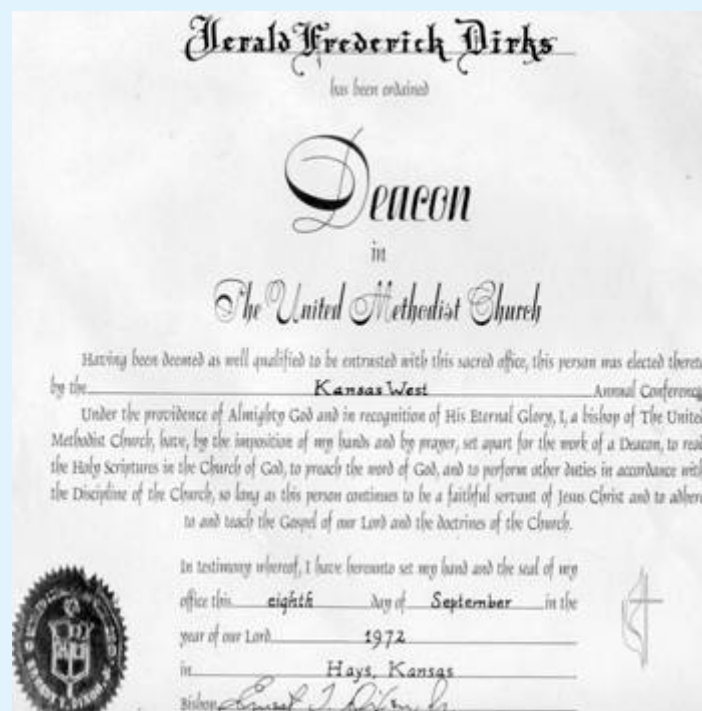 Jerald Frederick Dirks
has been ordained
Deacon
in
The United Methodist Church
Having been deemed as well qualified to be entrusted with this sacred office, this person was elected thereto
by the Kansas West Annual Conference
Under the providence of Almighty God and in recognition of His Eternal Glory, I, a bishop of The United
Methodist Church, have, by the imposition of my hands and by prayer, set apart for the work of a Deacon, to read
the Holy Scriptures in the Church of God, to preach the word of God, and to perform other duties in accordance with
the Discipline of the Church, so long as this person continues to be a faithful servant of Jesus Christ and to adhere
to and teach the Gospel of our Lord and the doctrines of the Church.
In testimony whereof, I have hereunto set my hand and the seal of my
office this eighth day of September in the
year of our Lord 1972
in Hays, Kansas
Bishop